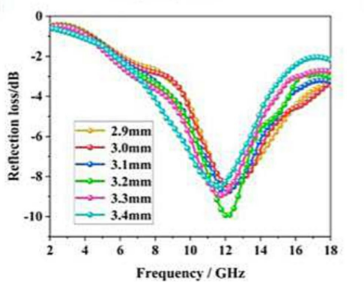 Reflection loss/dB
0
-2
-4
-6
-8
-10
2.9mm
3.0mm
3.1mm
3.2mm
3.3mm
3.4mm
2 4 6 8 10 12 14 16 18
Frequency / GHz